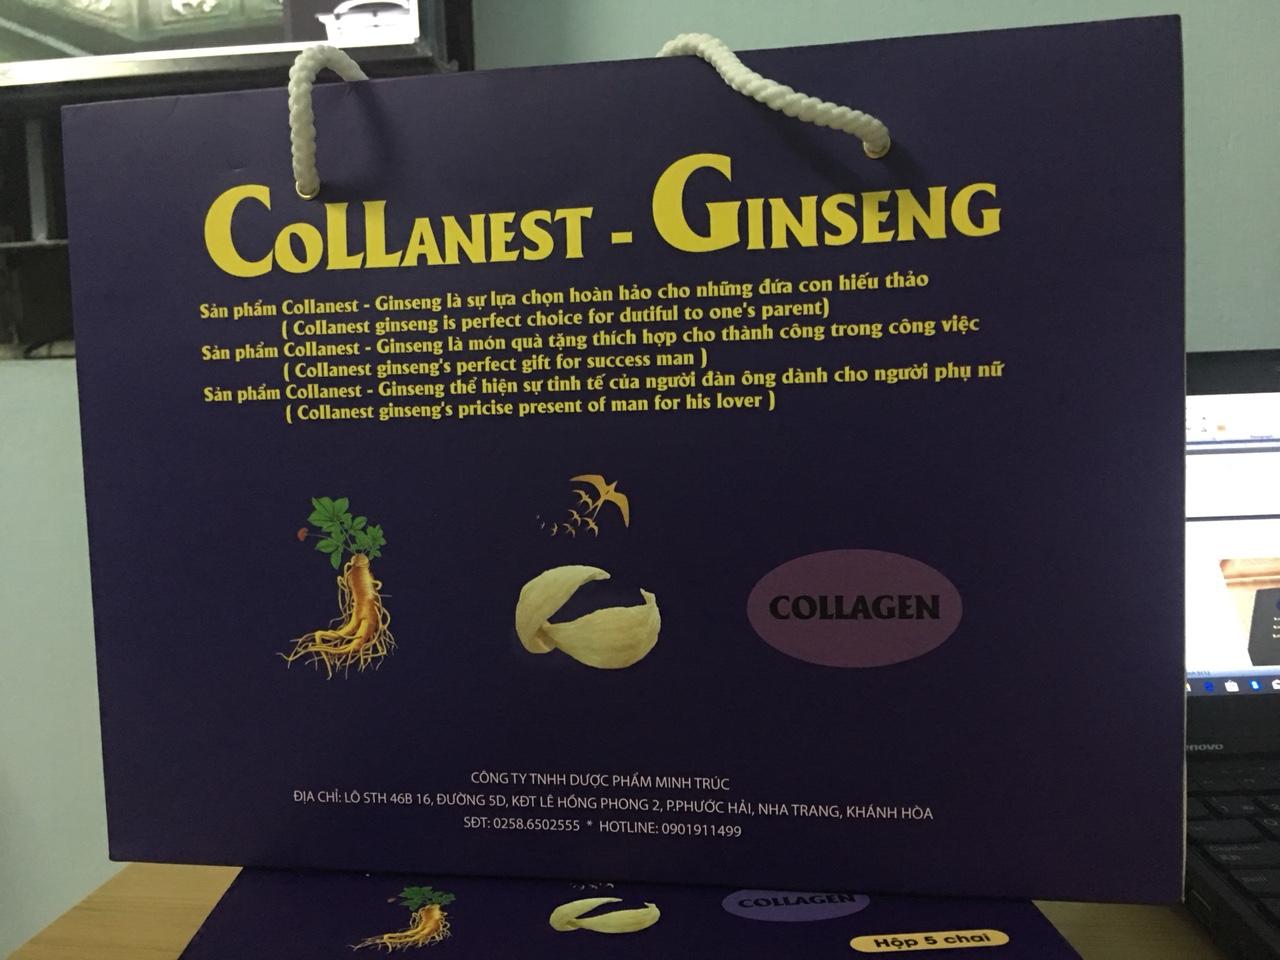 COLLANEST - GINSENG
Sản phẩm Collanest - Ginseng là sự lựa chọn hoàn hảo cho những đứa con hiếu thảo
( Collanest ginseng is perfect choice for dutiful to one's parent)
Sản phẩm Collanest - Ginseng là món quà tặng thích hợp cho thành công trong công việc
( Collanest ginseng's perfect gift for success man )
Sản phẩm Collanest - Ginseng thể hiện sự tinh tế của người đàn ông dành cho người phụ nữ
( Collanest ginseng's pricise present of man for his lover )
COLLAGEN
CÔNG TY TNHH DƯỢC PHẨM MINH TRÚC
ĐỊA CHỈ: LÔ STH 46B 16, ĐƯỜNG 5D, KĐT LÊ HỒNG PHONG 2, P.PHƯỚC HẢI, NHA TRANG, KHÁNH HÒA
SĐT: 0258.6502555 * HOTLINE: 0901911499
COLLAGEN
Hộp 5 chai